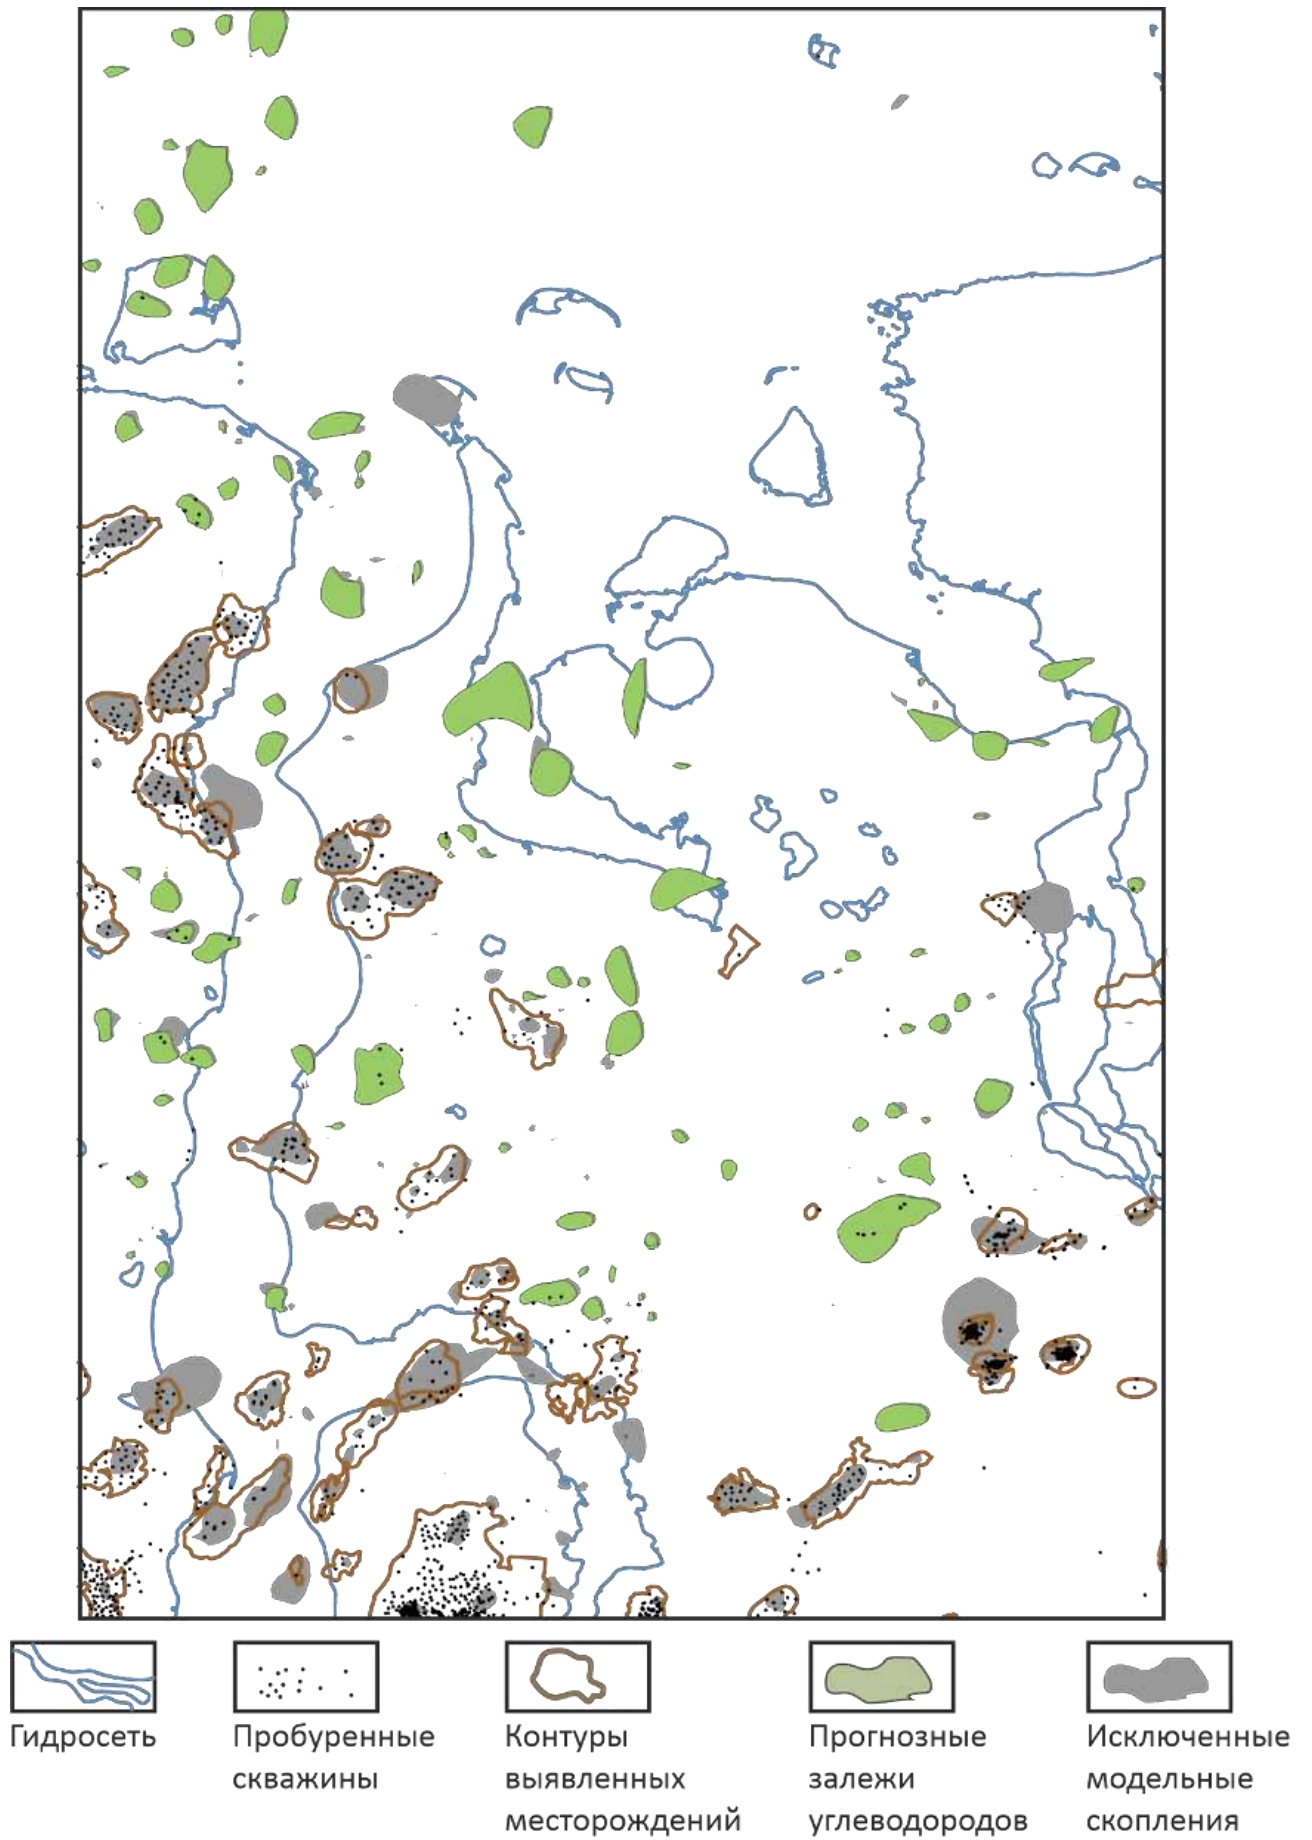 Гидросеть
Пробуренные
скважины
Контуры
выявленных
месторождений
Прогнозные
залежи
углеводородов
Исключенные
модельные
скопления